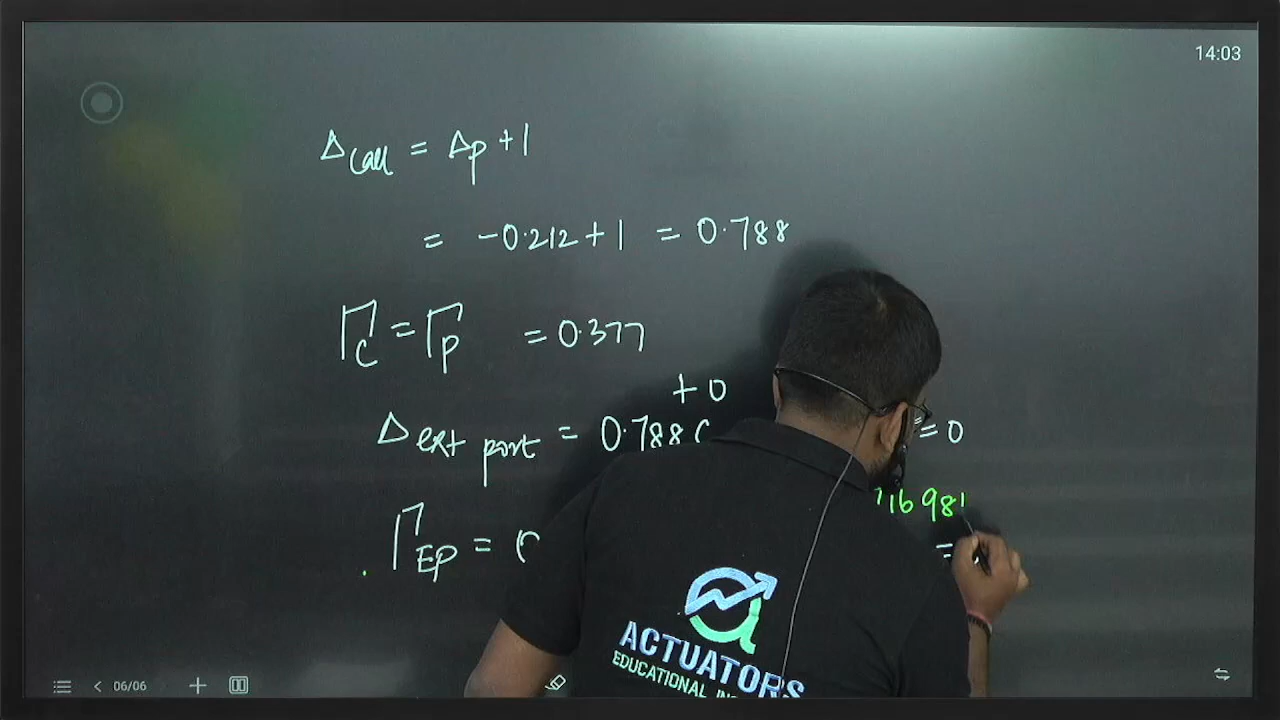 14:03
Δcall = Δp + 1
= -0.212 + 1 = 0.788
Γc = Γp = 0.377
+ 0
Δext port = 0.788 ( = 0
16981
ΓEP = ( =
ACTUATORS
EDUCATIONAL
06/06